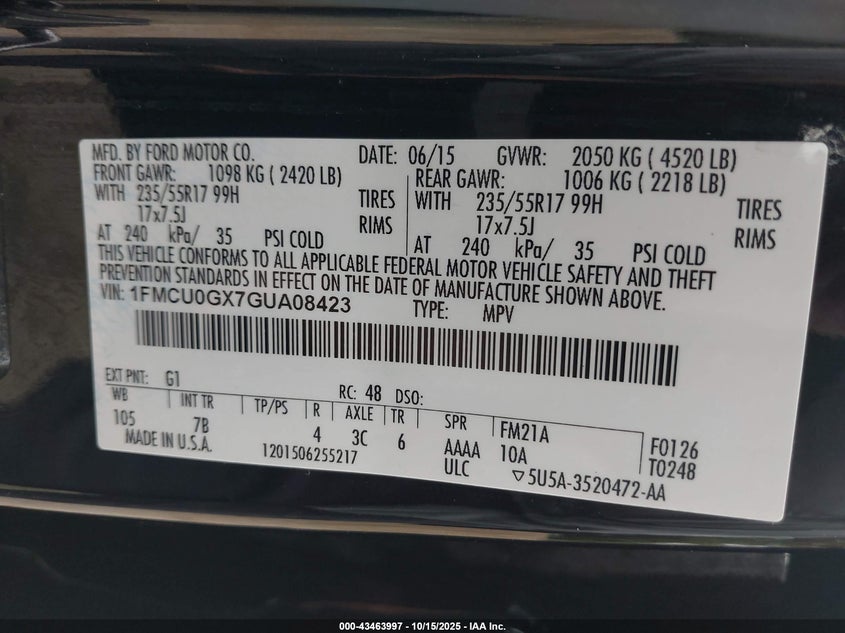 MFD. BY FORD MOTOR CO. DATE: 06/15 GVWR: 2050 KG ( 4520 LB)
FRONT GAWR: 1098 KG ( 2420 LB) REAR GAWR: 1006 KG ( 2218 LB)
WITH 235/55R17 99H TIRES WITH 235/55R17 99H TIRES
17x7.5J RIMS 17x7.5J RIMS
AT 240 kPa/ 35 PSI COLD AT 240 kPa/ 35 PSI COLD
THIS VEHICLE CONFORMS TO ALL APPLICABLE FEDERAL MOTOR VEHICLE SAFETY AND THEFT
PREVENTION STANDARDS IN EFFECT ON THE DATE OF MANUFACTURE SHOWN ABOVE.
VIN: 1FMCU0GX7GUA08423 TYPE: MPV
EXT PNT: G1 RC: 48 DSO:
WB INT TR TP/PS R AXLE TR SPR FM21A F0126
105 7B 4 3C 6 AAAA 10A T0248
MADE IN U.S.A. 1201506255217 ULC ▽5U5A-3520472-AA
000-43463997 - 10/15/2025 - IAA Inc.